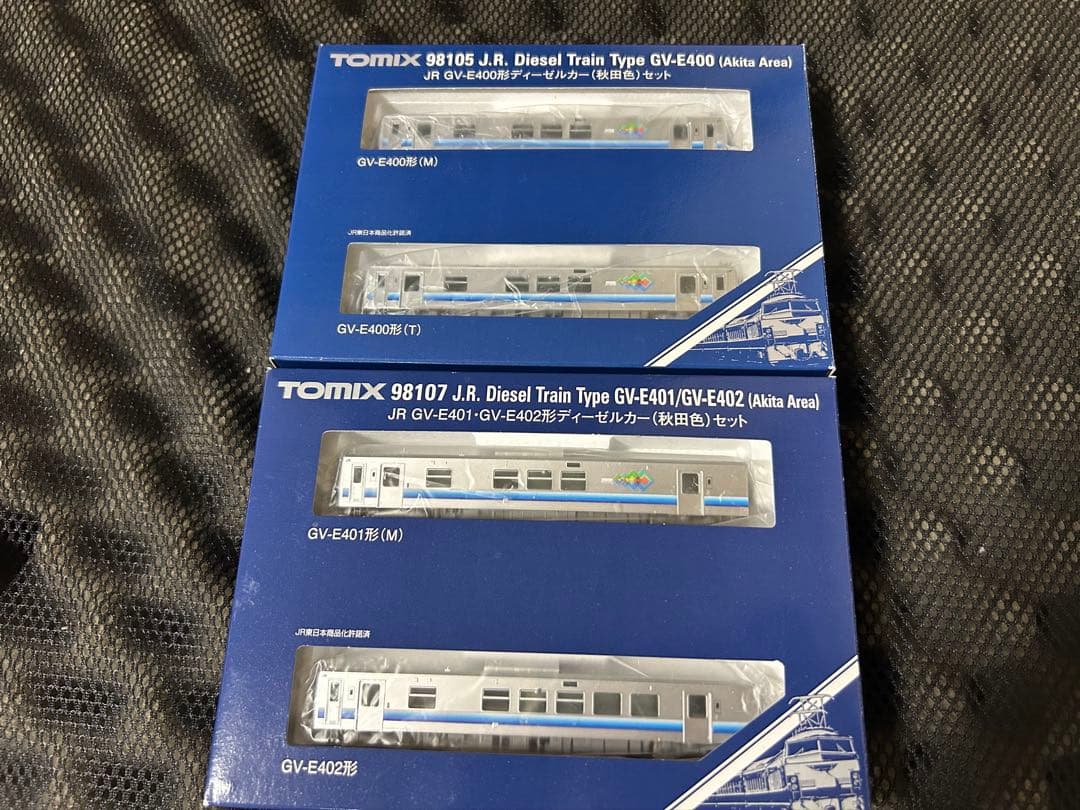 TOMIX 98105 J.R. Diesel Train Type GV-E400 (Akita Area)
JR GV-E400形ディーゼルカー(秋田色)セット
GV-E400形(M)
JR東日本商品化許諾済
GV-E400形(T)
TOMIX 98107 J.R. Diesel Train Type GV-E401/GV-E402 (Akita Area)
JR GV-E401・GV-E402形ディーゼルカー(秋田色)セット
GV-E401形(M)
JR東日本商品化許諾済
GV-E402形